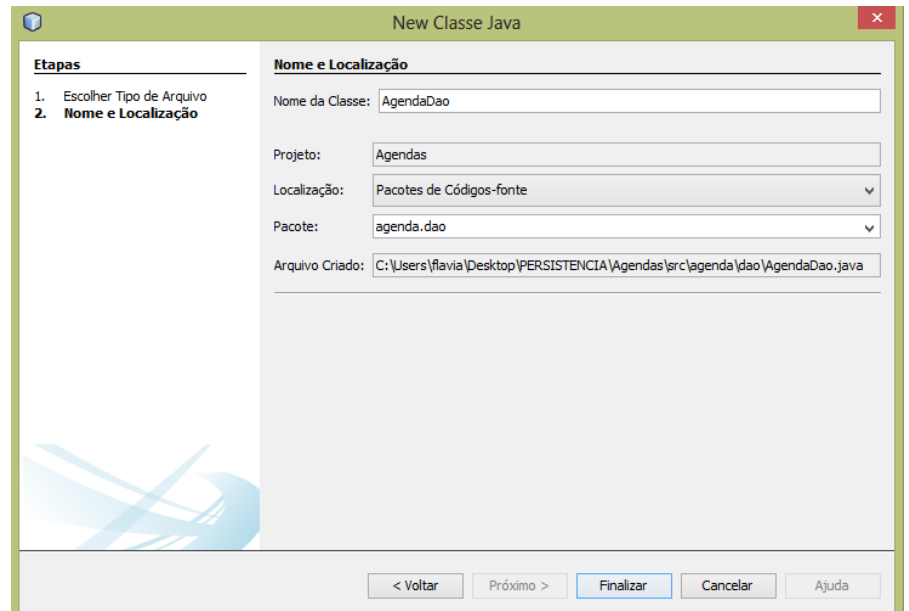 New Classe Java
Etapas
1. Escolher Tipo de Arquivo
2. Nome e Localização
Nome e Localização
Nome da Classe: AgendaDao
Projeto: Agendas
Localização: Pacotes de Códigos-fonte
Pacote: agenda.dao
Arquivo Criado: C:\Users\flavia\Desktop\PERSISTENCIA\Agendas\src\agenda\dao\AgendaDao.java
< Voltar Próximo > Finalizar Cancelar Ajuda